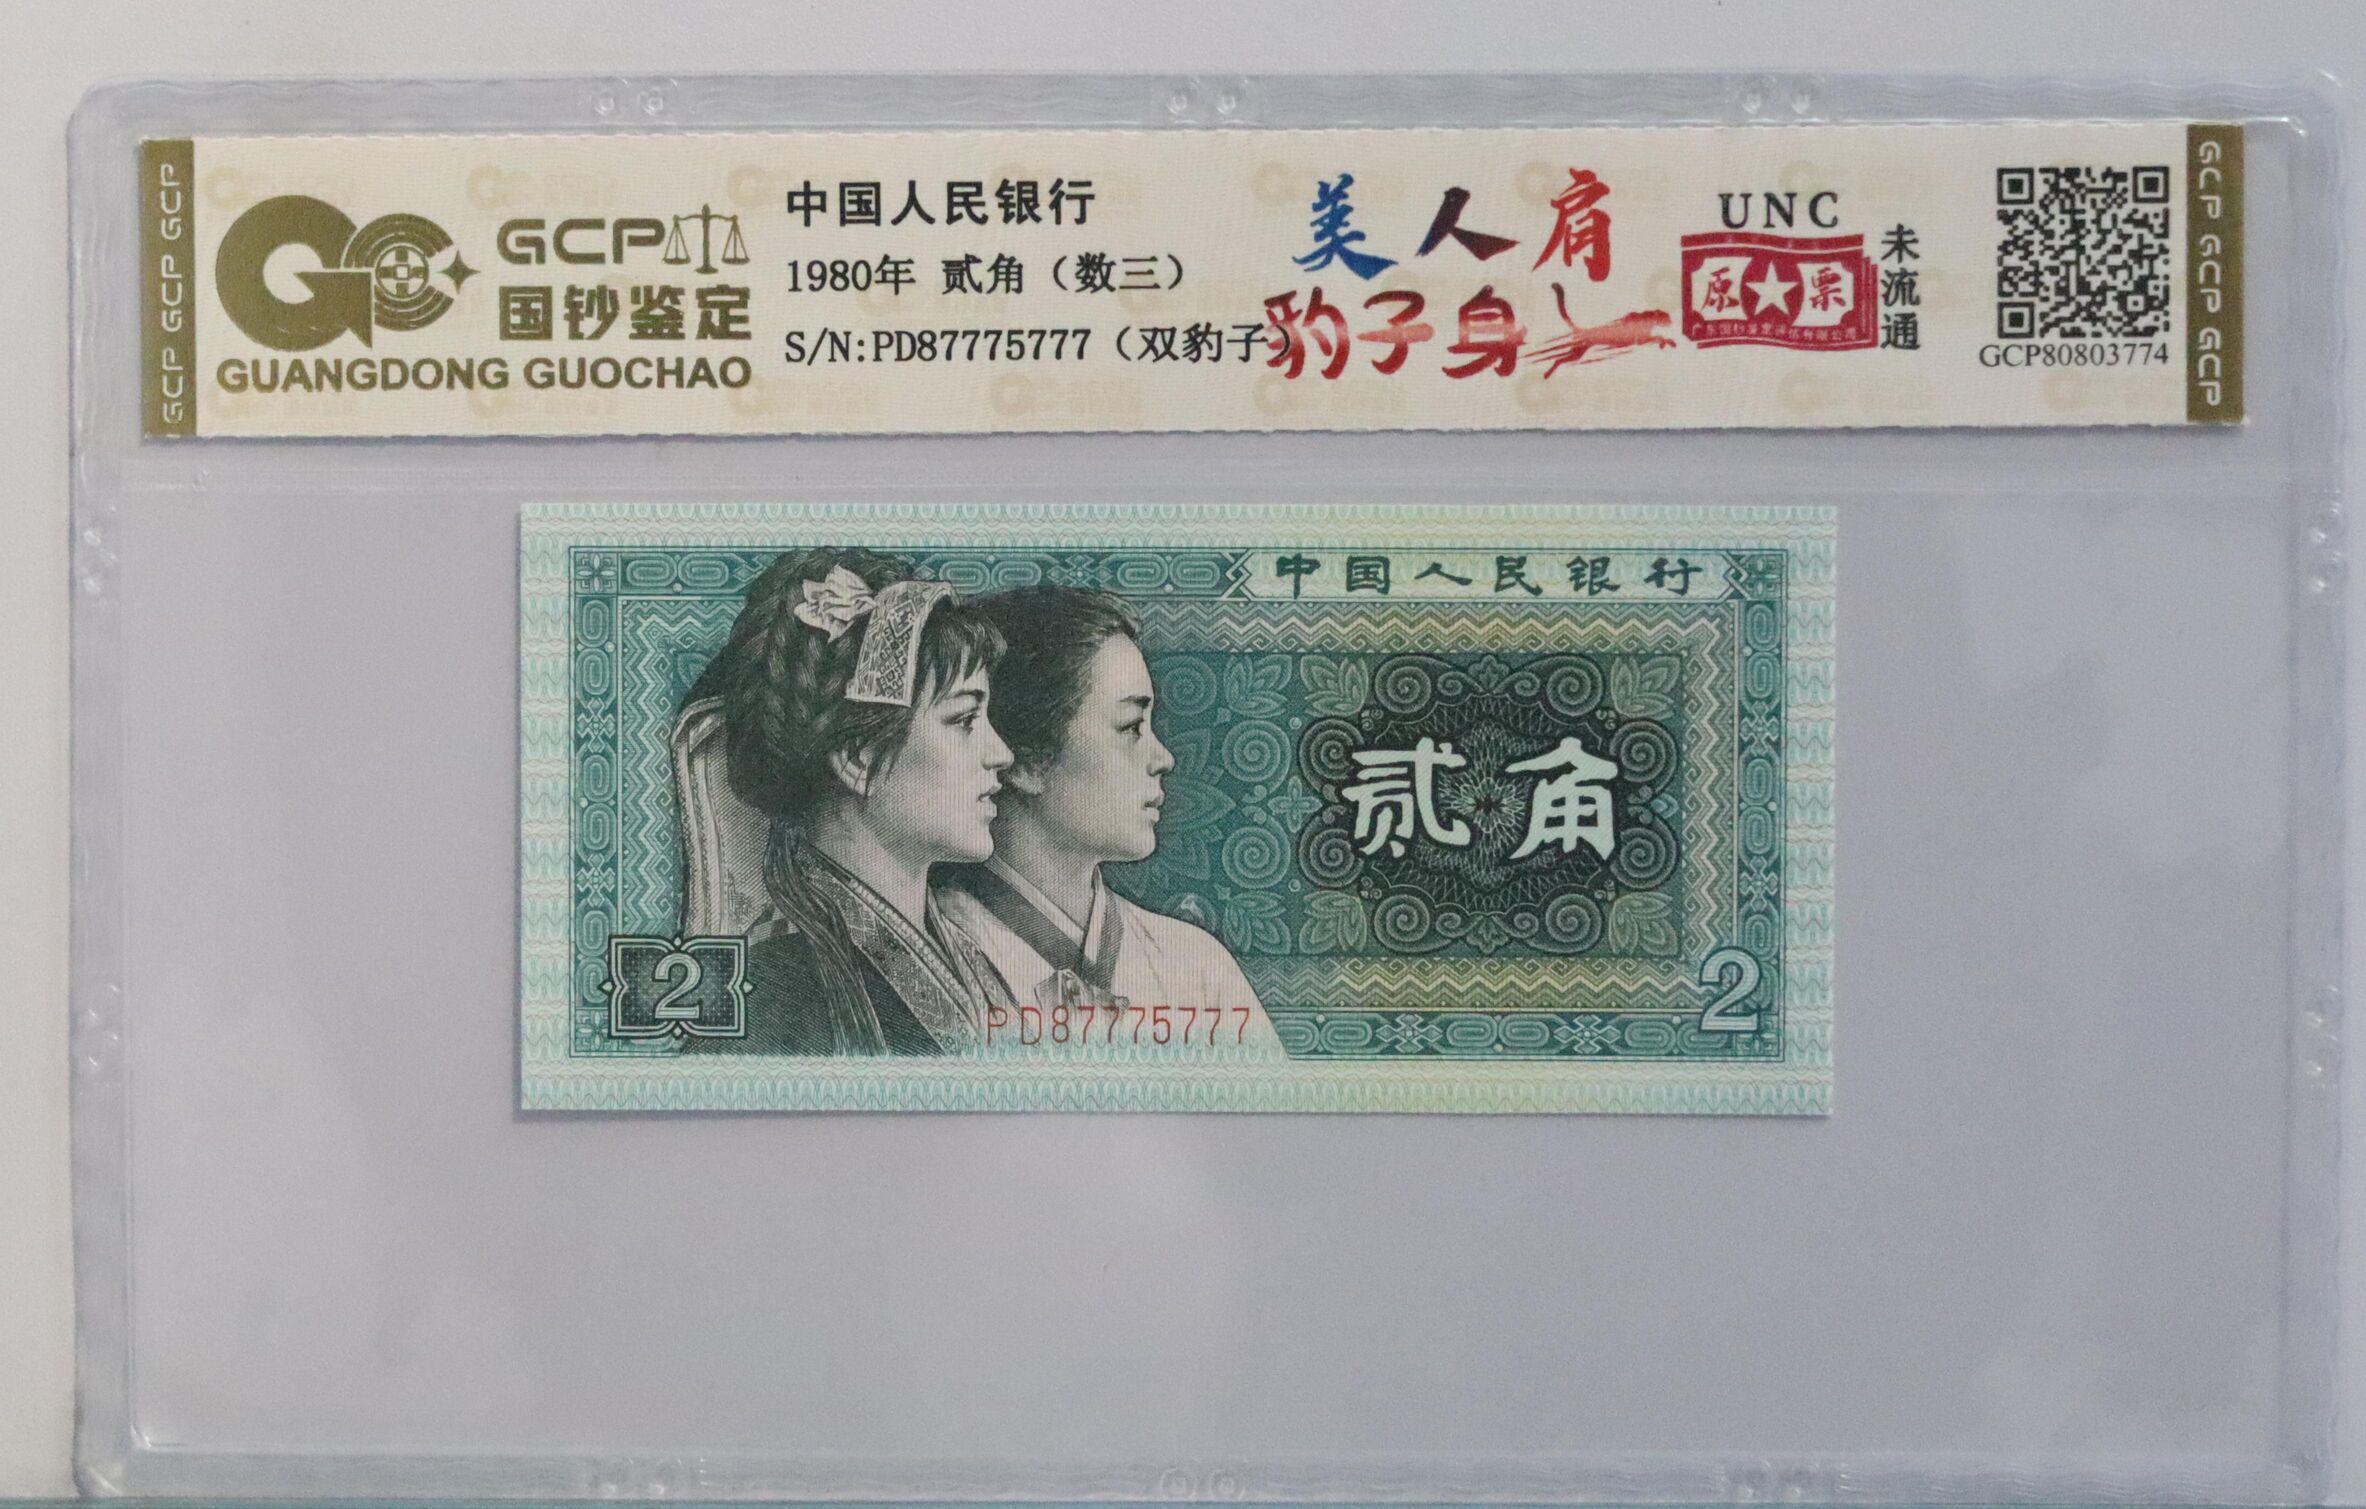 GCP GCP GCP
GCP
国钞鉴定
GUANGDONG GUOCHAO
中国人民银行
1980年 贰角（数三）
S/N:PD87775777（双豹子）
美人肩
豹子身
UNC
原票
未流通
GCP80803774
GCP GCP GCP
中国人民银行
贰角
2
PD87775777
2